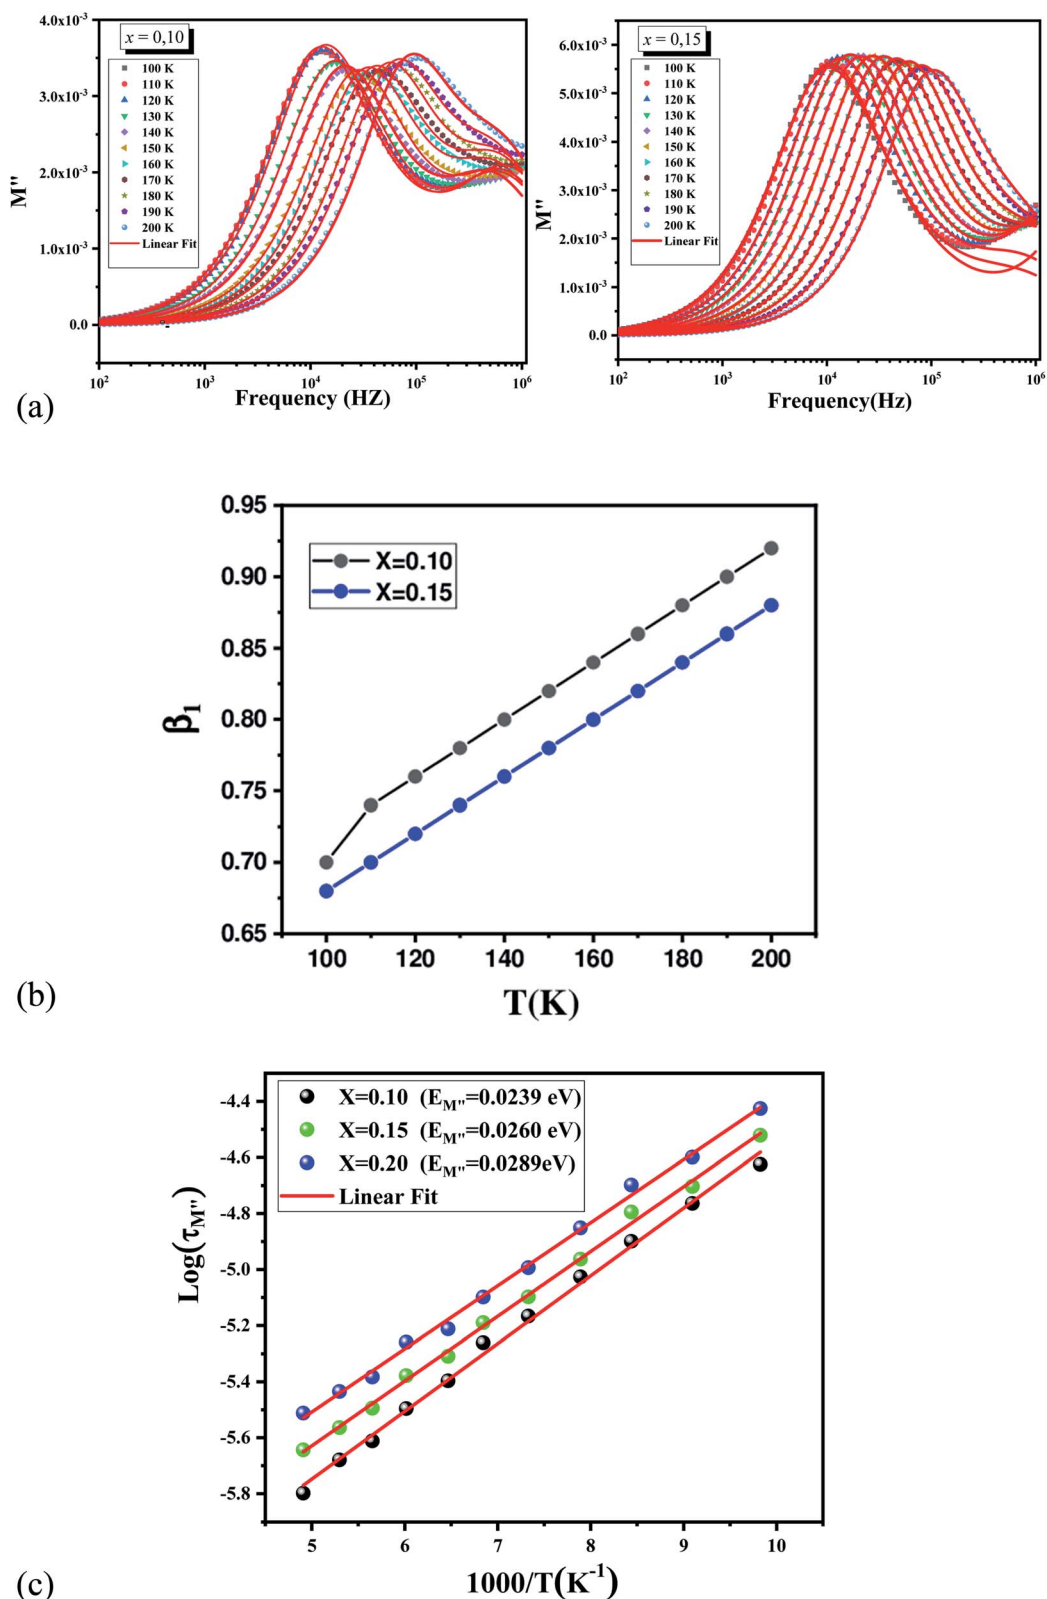 x = 0,10
100 K
110 K
120 K
130 K
140 K
150 K
160 K
170 K
180 K
190 K
200 K
Linear Fit
4.0x10⁻³
3.0x10⁻³
2.0x10⁻³
1.0x10⁻³
0.0
M"
10² 10³ 10⁴ 10⁵ 10⁶
Frequency (HZ)
x = 0,15
100 K
110 K
120 K
130 K
140 K
150 K
160 K
170 K
180 K
190 K
200 K
Linear Fit
6.0x10⁻³
5.0x10⁻³
4.0x10⁻³
3.0x10⁻³
2.0x10⁻³
1.0x10⁻³
0.0
M"
10² 10³ 10⁴ 10⁵ 10⁶
Frequency(Hz)
(a)
0.95
0.90
0.85
0.80
0.75
0.70
0.65
β₁
X=0.10
X=0.15
100 120 140 160 180 200
T(K)
(b)
-4.4
-4.6
-4.8
-5.0
-5.2
-5.4
-5.6
-5.8
Log(τM")
X=0.10 (EM"=0.0239 eV)
X=0.15 (EM"=0.0260 eV)
X=0.20 (EM"=0.0289eV)
Linear Fit
5 6 7 8 9 10
1000/T(K⁻¹)
(c)